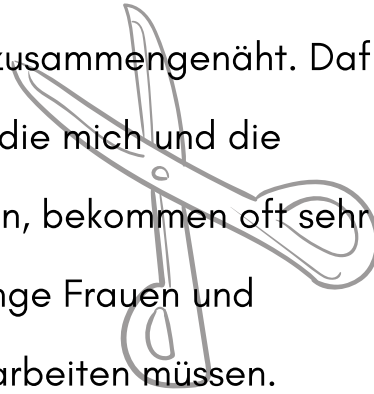 zusammengenäht. Daf
die mich und die
n, bekommen oft sehr
nge Frauen und
arbeiten müssen.